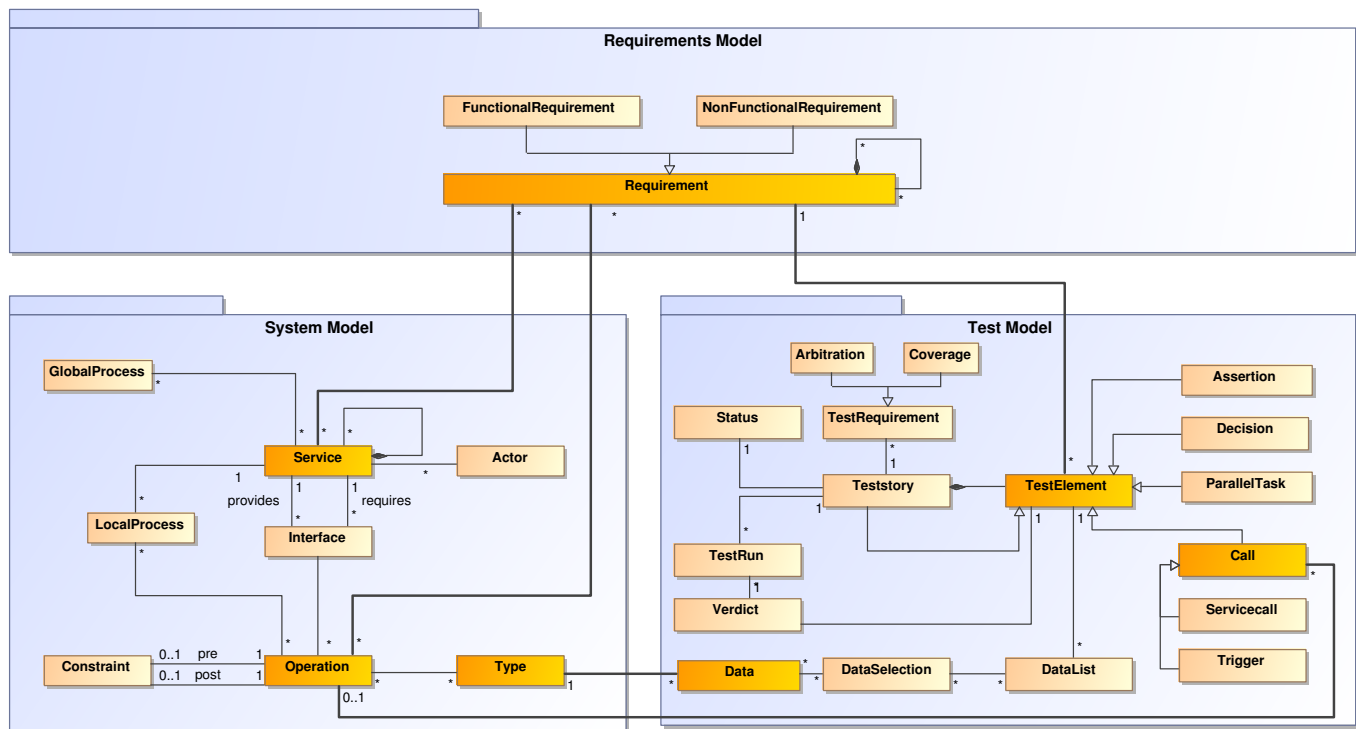 Requirements Model
FunctionalRequirement
NonFunctionalRequirement
*
Requirement
*
*
*
1
System Model
GlobalProcess
*
*
*
*
Service
*
Actor
1
1
1
provides
requires
*
*
*
LocalProcess
Interface
*
*
*
*
Constraint
0..1
pre
1
0..1
post
1
Operation
*
*
Type
1
0..1
Test Model
Arbitration
Coverage
Assertion
Status
TestRequirement
Decision
1
*
1
*
Teststory
TestElement
ParallelTask
1
1
1
*
TestRun
Call
*
1
*
Verdict
Servicecall
Trigger
*
*
Data
*
*
DataSelection
*
*
DataList